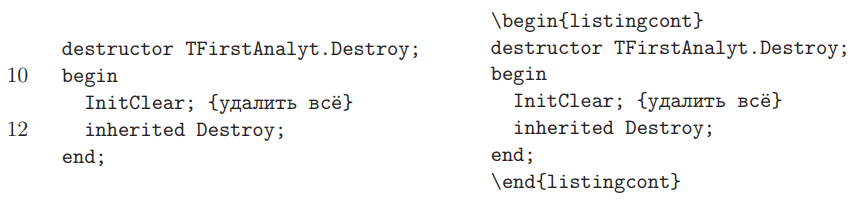 destructor TFirstAnalyt.Destroy;
10 begin
InitClear; {удалить всё}
12 inherited Destroy;
end;
\begin{listingcont}
destructor TFirstAnalyt.Destroy;
begin
InitClear; {удалить всё}
inherited Destroy;
end;
\end{listingcont}